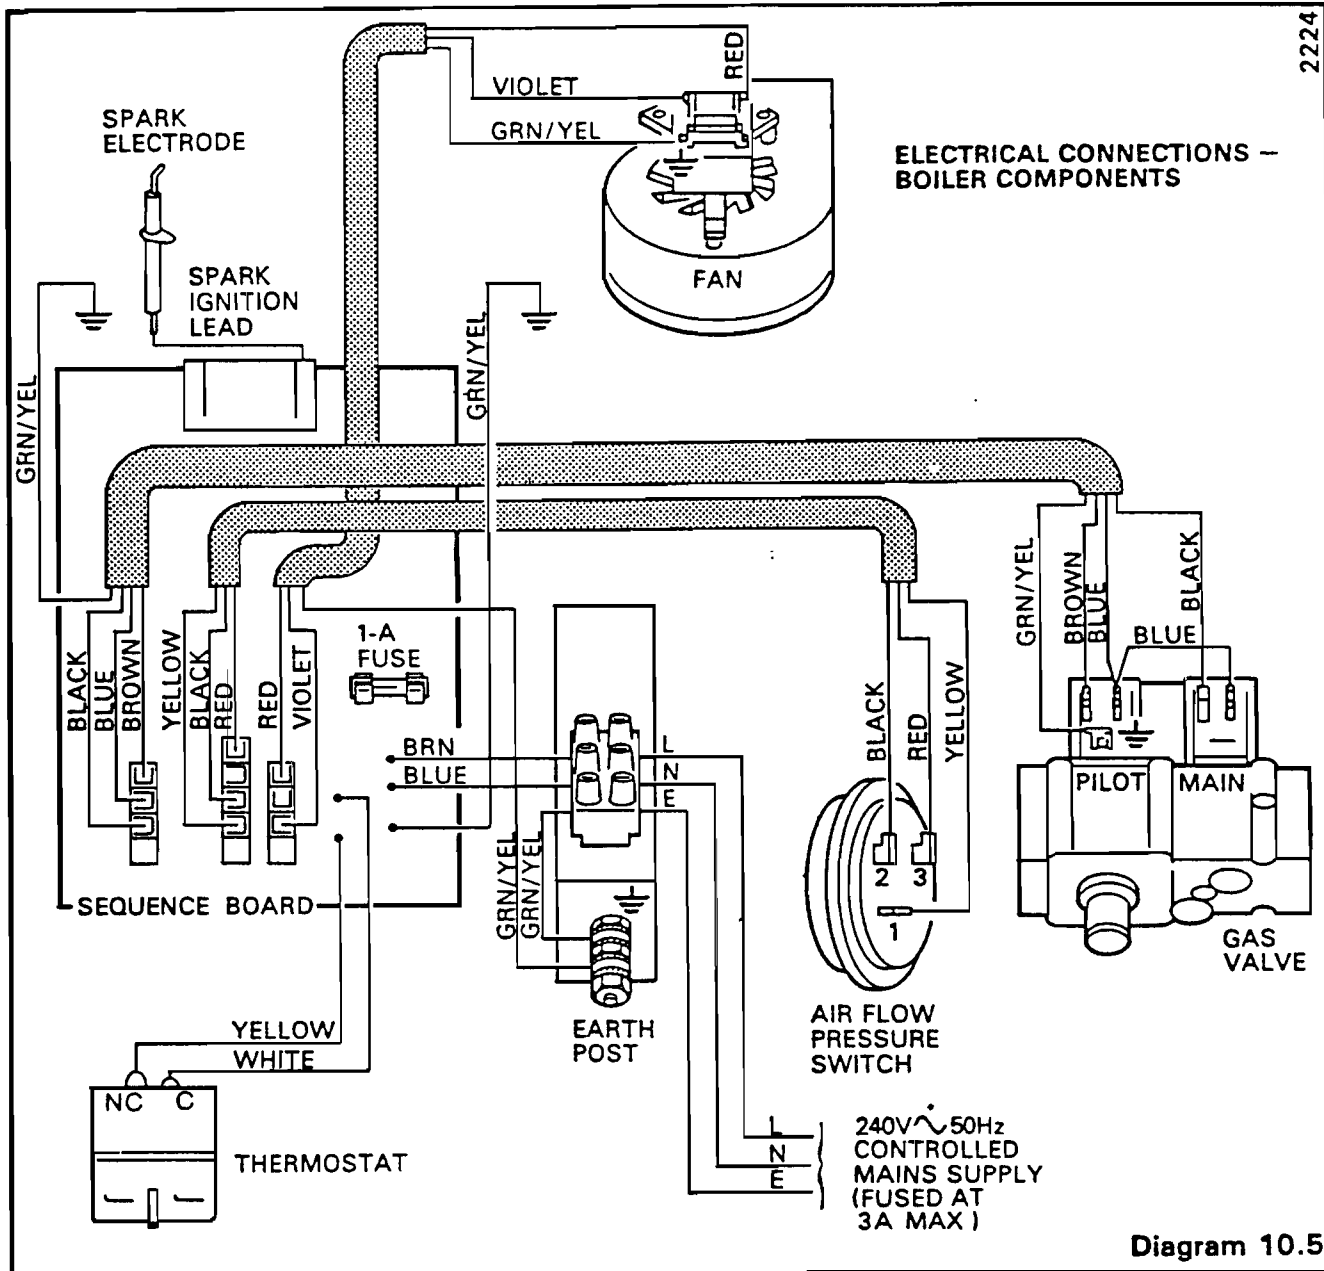 2224
RED
VIOLET
GRN/YEL
SPARK
ELECTRODE
ELECTRICAL CONNECTIONS –
BOILER COMPONENTS
FAN
SPARK
IGNITION
LEAD
GRN/YEL
GRN/YEL
GRN/YEL
BROWN
BLUE
BLACK
BLUE
BLACK
BLUE
BROWN
YELLOW
BLACK
RED
RED
VIOLET
1-A
FUSE
BLACK
RED
YELLOW
BRN
BLUE
L
N
E
PILOT
MAIN
2
3
1
GRN/YEL
GRN/YEL
SEQUENCE BOARD
GAS
VALVE
EARTH
POST
AIR FLOW
PRESSURE
SWITCH
YELLOW
WHITE
NC
C
THERMOSTAT
L
N
E
240V ~ 50Hz
CONTROLLED
MAINS SUPPLY
(FUSED AT
3A MAX)
Diagram 10.5